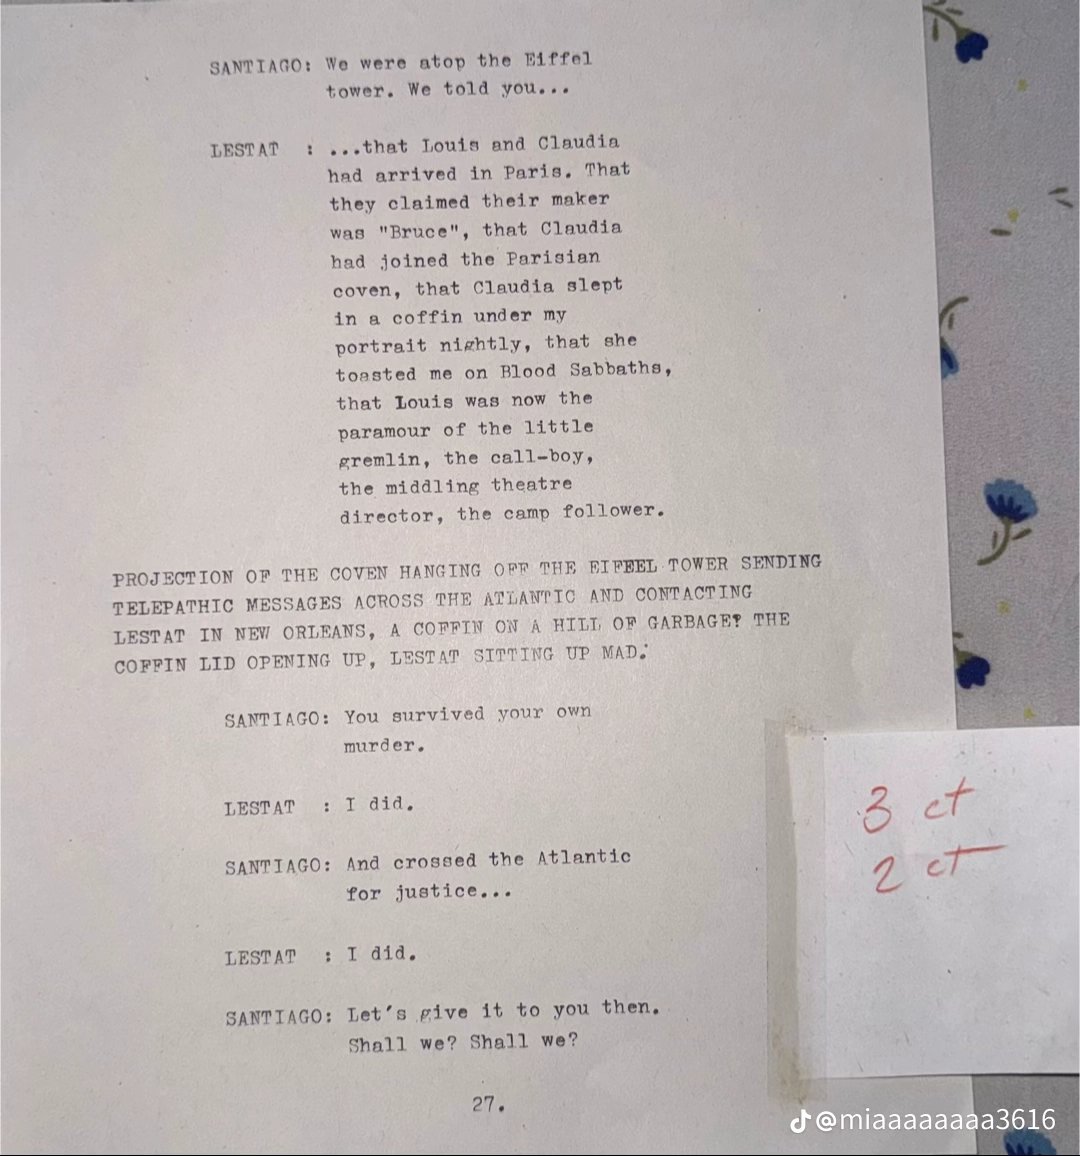 SANTIAGO: We were atop the Eiffel
tower. We told you...
LESTAT : ...that Louis and Claudia
had arrived in Paris. That
they claimed their maker
was "Bruce", that Claudia
had joined the Parisian
coven, that Claudia slept
in a coffin under my
portrait nightly, that she
toasted me on Blood Sabbaths,
that Louis was now the
paramour of the little
gremlin, the call-boy,
the middling theatre
director, the camp follower.
PROJECTION OF THE COVEN HANGING OFF THE EIFEEL TOWER SENDING
TELEPATHIC MESSAGES ACROSS THE ATLANTIC AND CONTACTING
LESTAT IN NEW ORLEANS, A COFFIN ON A HILL OF GARBAGE? THE
COFFIN LID OPENING UP, LESTAT SITTING UP MAD.
SANTIAGO: You survived your own
murder.
LESTAT : I did.
SANTIAGO: And crossed the Atlantic
for justice...
LESTAT : I did.
SANTIAGO: Let's give it to you then.
Shall we? Shall we?
27.
3 ct
2 ct
@miaaaaaaaa3616